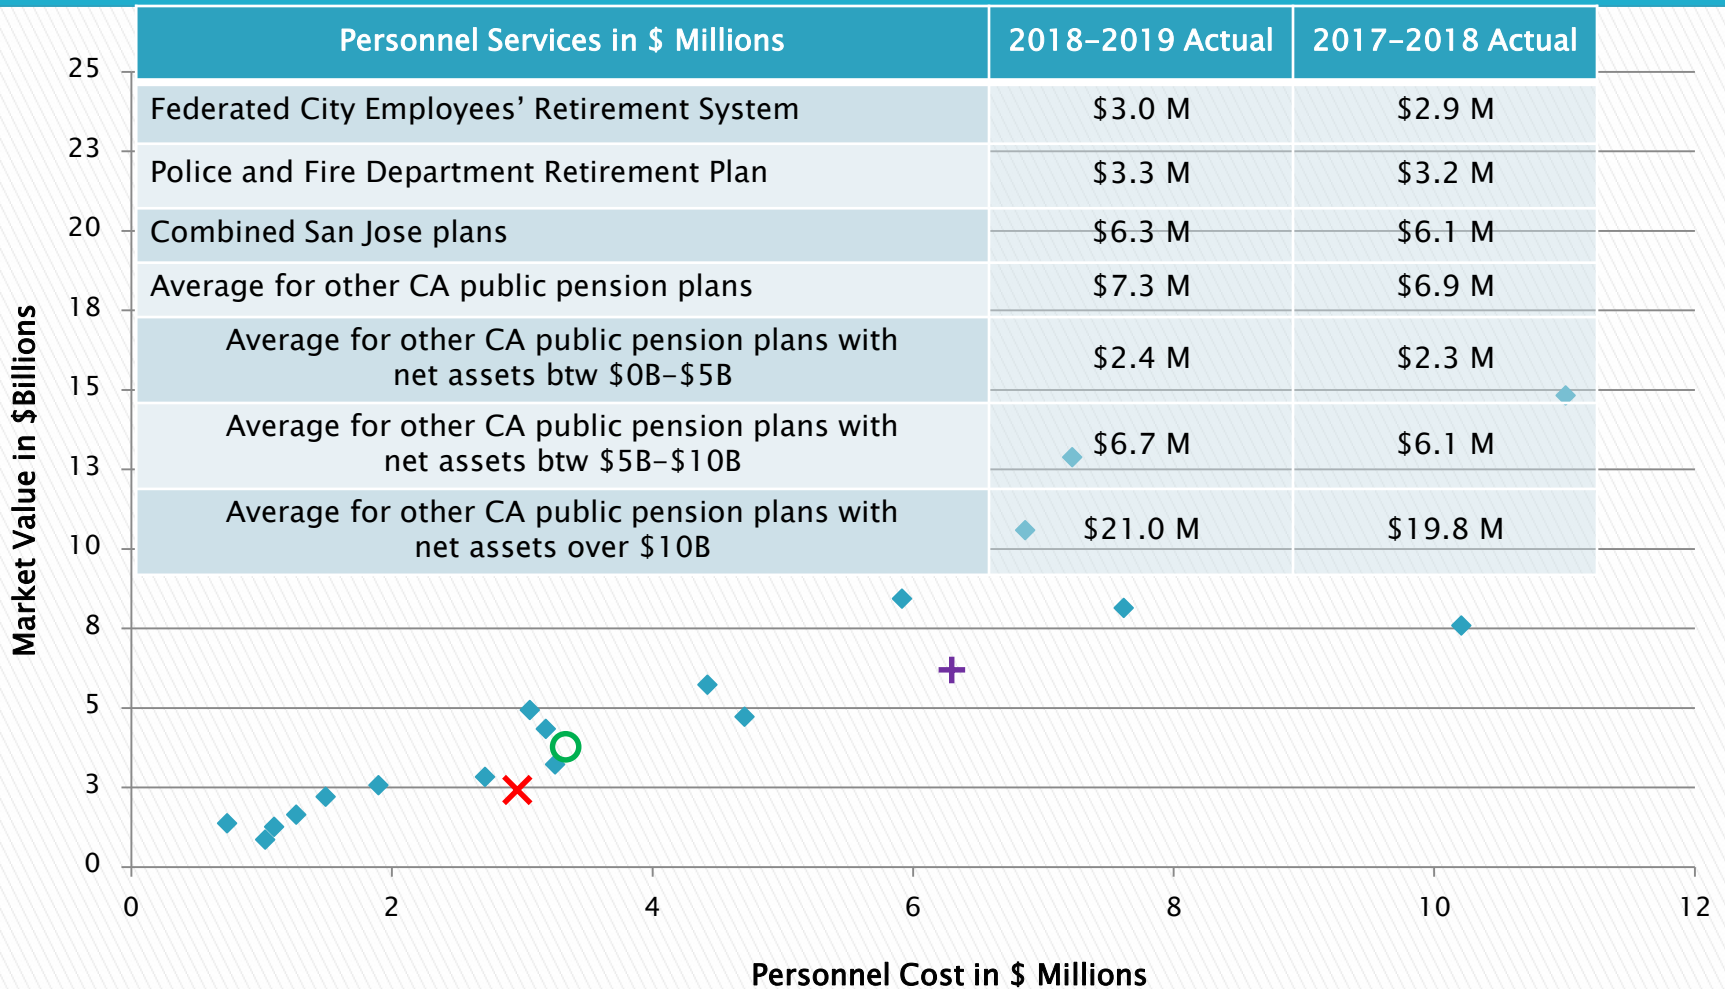 Personnel Services in $ Millions 2018-2019 Actual 2017-2018 Actual
Federated City Employees’ Retirement System $3.0 M $2.9 M
Police and Fire Department Retirement Plan $3.3 M $3.2 M
Combined San Jose plans $6.3 M $6.1 M
Average for other CA public pension plans $7.3 M $6.9 M
Average for other CA public pension plans with
net assets btw $0B-$5B $2.4 M $2.3 M
Average for other CA public pension plans with
net assets btw $5B-$10B $6.7 M $6.1 M
Average for other CA public pension plans with
net assets over $10B $21.0 M $19.8 M
Market Value in $Billions
25
23
20
18
15
13
10
8
5
3
0
0 2 4 6 8 10 12
Personnel Cost in $ Millions